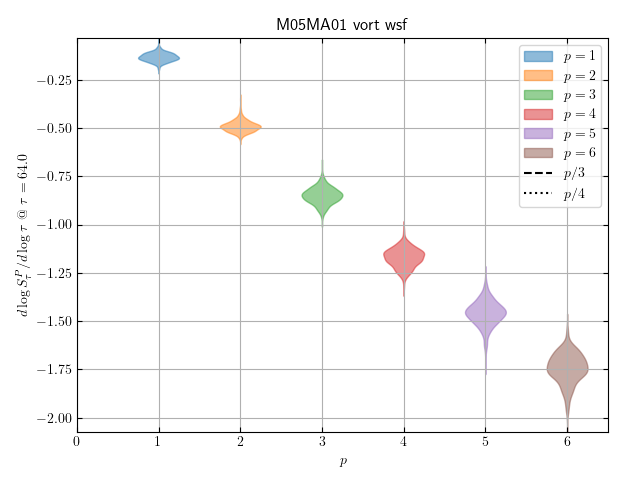 M05MA01 vort wsf
d log S_τ^P / d log τ @ τ = 64.0
−0.25
−0.50
−0.75
−1.00
−1.25
−1.50
−1.75
−2.00
p = 1
p = 2
p = 3
p = 4
p = 5
p = 6
p/3
p/4
0
1
2
3
4
5
6
p